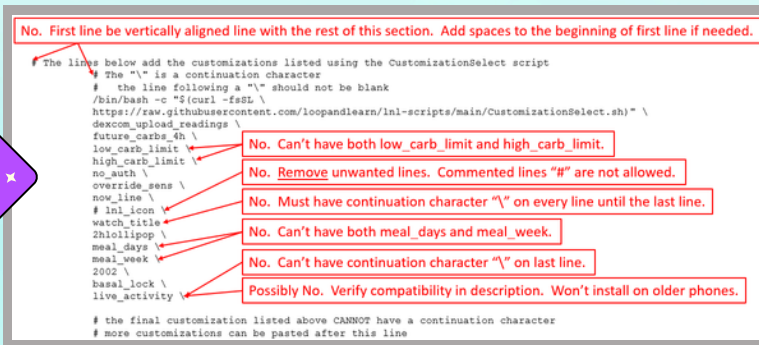 No. First line be vertically aligned line with the rest of this section. Add spaces to the beginning of first line if needed.
# The lines below add the customizations listed using the CustomizationSelect script
# The "\" is a continuation character
# the line following a "\" should not be blank
/bin/bash -c "$(curl -fsSL \
https://raw.githubusercontent.com/loopandlearn/lnl-scripts/main/CustomizationSelect.sh)" \
dexcom_upload_readings \
future_carbs_4h \
low_carb_limit \
No. Can't have both low_carb_limit and high_carb_limit.
high_carb_limit \
no_auth \
No. Remove unwanted lines. Commented lines “#” are not allowed.
override_sens \
now_line \
No. Must have continuation character “\” on every line until the last line.
# lnl_icon \
watch_title
2hlollipop \
No. Can't have both meal_days and meal_week.
meal_days \
meal_week \
No. Can't have continuation character “\” on last line.
2002 \
basal_lock \
Possibly No. Verify compatibility in description. Won't install on older phones.
live_activity \
# the final customization listed above CANNOT have a continuation character
# more customizations can be pasted after this line